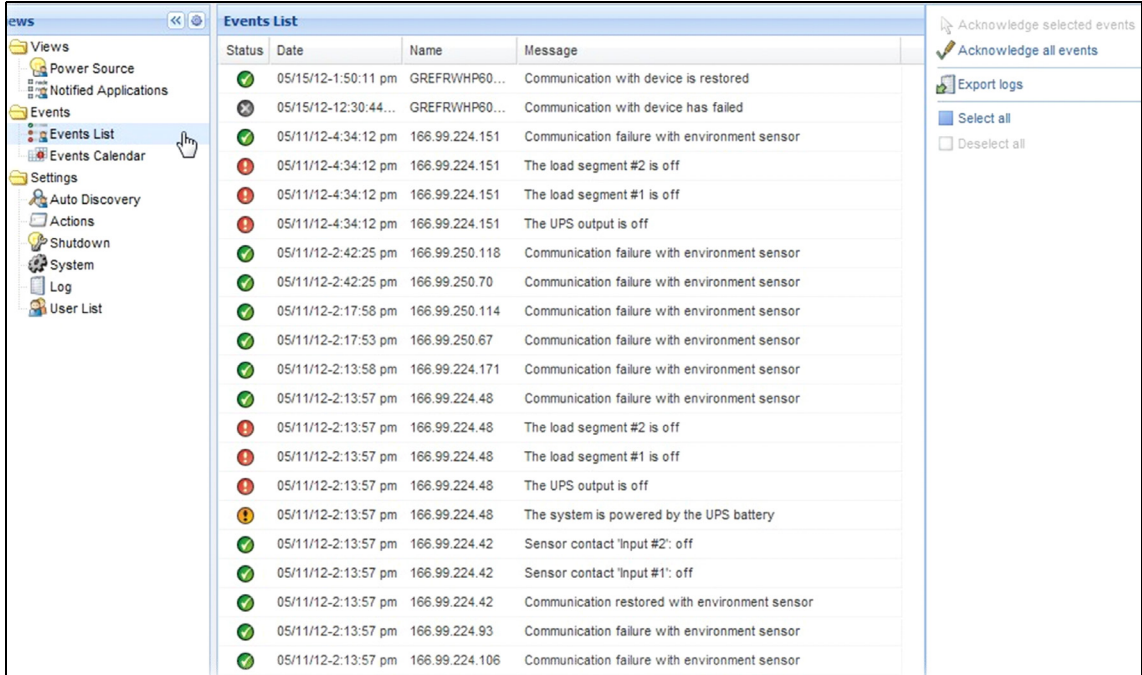 ews
Views
Power Source
Notified Applications
Events
Events List
Events Calendar
Settings
Auto Discovery
Actions
Shutdown
System
Log
User List
Events List
Status Date Name Message
05/15/12-1:50:11 pm GREFRWHP60... Communication with device is restored
05/15/12-12:30:44... GREFRWHP60... Communication with device has failed
05/11/12-4:34:12 pm 166.99.224.151 Communication failure with environment sensor
05/11/12-4:34:12 pm 166.99.224.151 The load segment #2 is off
05/11/12-4:34:12 pm 166.99.224.151 The load segment #1 is off
05/11/12-4:34:12 pm 166.99.224.151 The UPS output is off
05/11/12-2:42:25 pm 166.99.250.118 Communication failure with environment sensor
05/11/12-2:42:25 pm 166.99.250.70 Communication failure with environment sensor
05/11/12-2:17:58 pm 166.99.250.114 Communication failure with environment sensor
05/11/12-2:17:53 pm 166.99.250.67 Communication failure with environment sensor
05/11/12-2:13:58 pm 166.99.224.171 Communication failure with environment sensor
05/11/12-2:13:57 pm 166.99.224.48 Communication failure with environment sensor
05/11/12-2:13:57 pm 166.99.224.48 The load segment #2 is off
05/11/12-2:13:57 pm 166.99.224.48 The load segment #1 is off
05/11/12-2:13:57 pm 166.99.224.48 The UPS output is off
05/11/12-2:13:57 pm 166.99.224.48 The system is powered by the UPS battery
05/11/12-2:13:57 pm 166.99.224.42 Sensor contact 'Input #2': off
05/11/12-2:13:57 pm 166.99.224.42 Sensor contact 'Input #1': off
05/11/12-2:13:57 pm 166.99.224.42 Communication restored with environment sensor
05/11/12-2:13:57 pm 166.99.224.93 Communication failure with environment sensor
05/11/12-2:13:57 pm 166.99.224.106 Communication failure with environment sensor
Acknowledge selected events
Acknowledge all events
Export logs
Select all
Deselect all